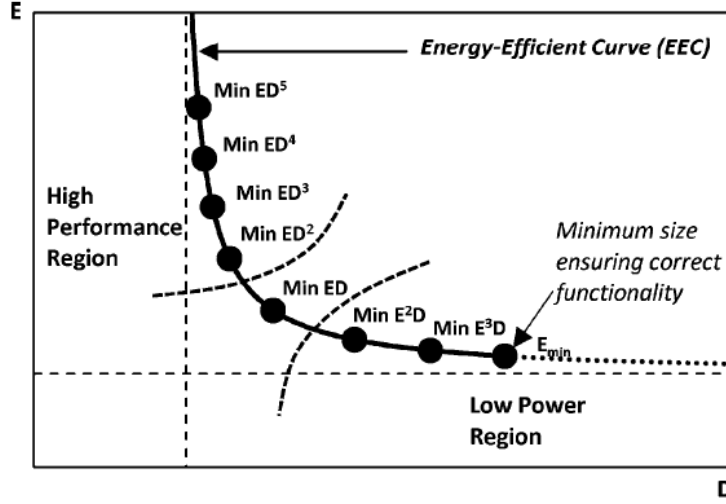 E
Energy-Efficient Curve (EEC)
Min ED⁵
Min ED⁴
High
Performance
Region
Min ED³
Min ED²
Minimum size
ensuring correct
functionality
Min ED
Min E²D
Min E³D
E_min
Low Power
Region
D